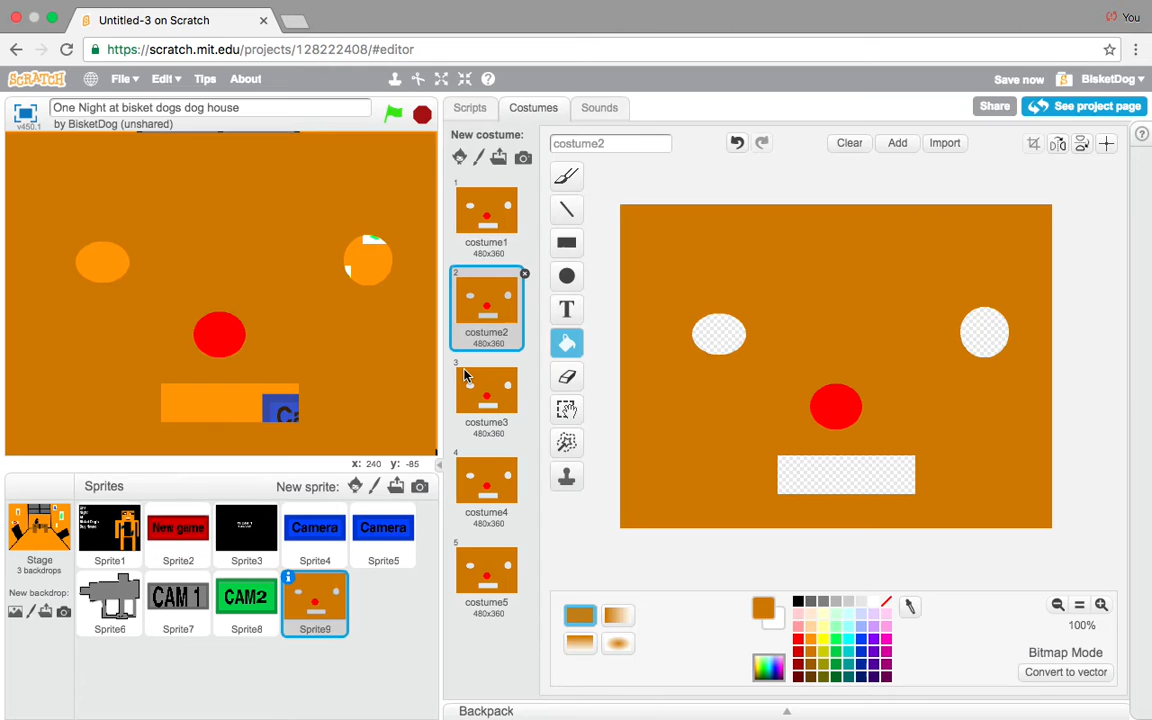 Untitled-3 on Scratch
You
https://scratch.mit.edu/projects/128222408/#editor
SCRATCH File Edit Tips About Save now BisketDog
One Night at bisket dogs dog house
by BisketDog (unshared)
v450.1
Scripts Costumes Sounds Share See project page
New costume:
costume2 Clear Add Import
1
costume1
480x360
2
costume2
480x360
3
costume3
480x360
4
costume4
480x360
5
costume5
480x360
T
Ca
x: 240 y: -85
Sprites New sprite:
New game
Camera
Camera
Stage
3 backdrops
Sprite1 Sprite2 Sprite3 Sprite4 Sprite5
New backdrop:
CAM 1
CAM2
Sprite6 Sprite7 Sprite8 Sprite9
100%
Bitmap Mode
Convert to vector
Backpack